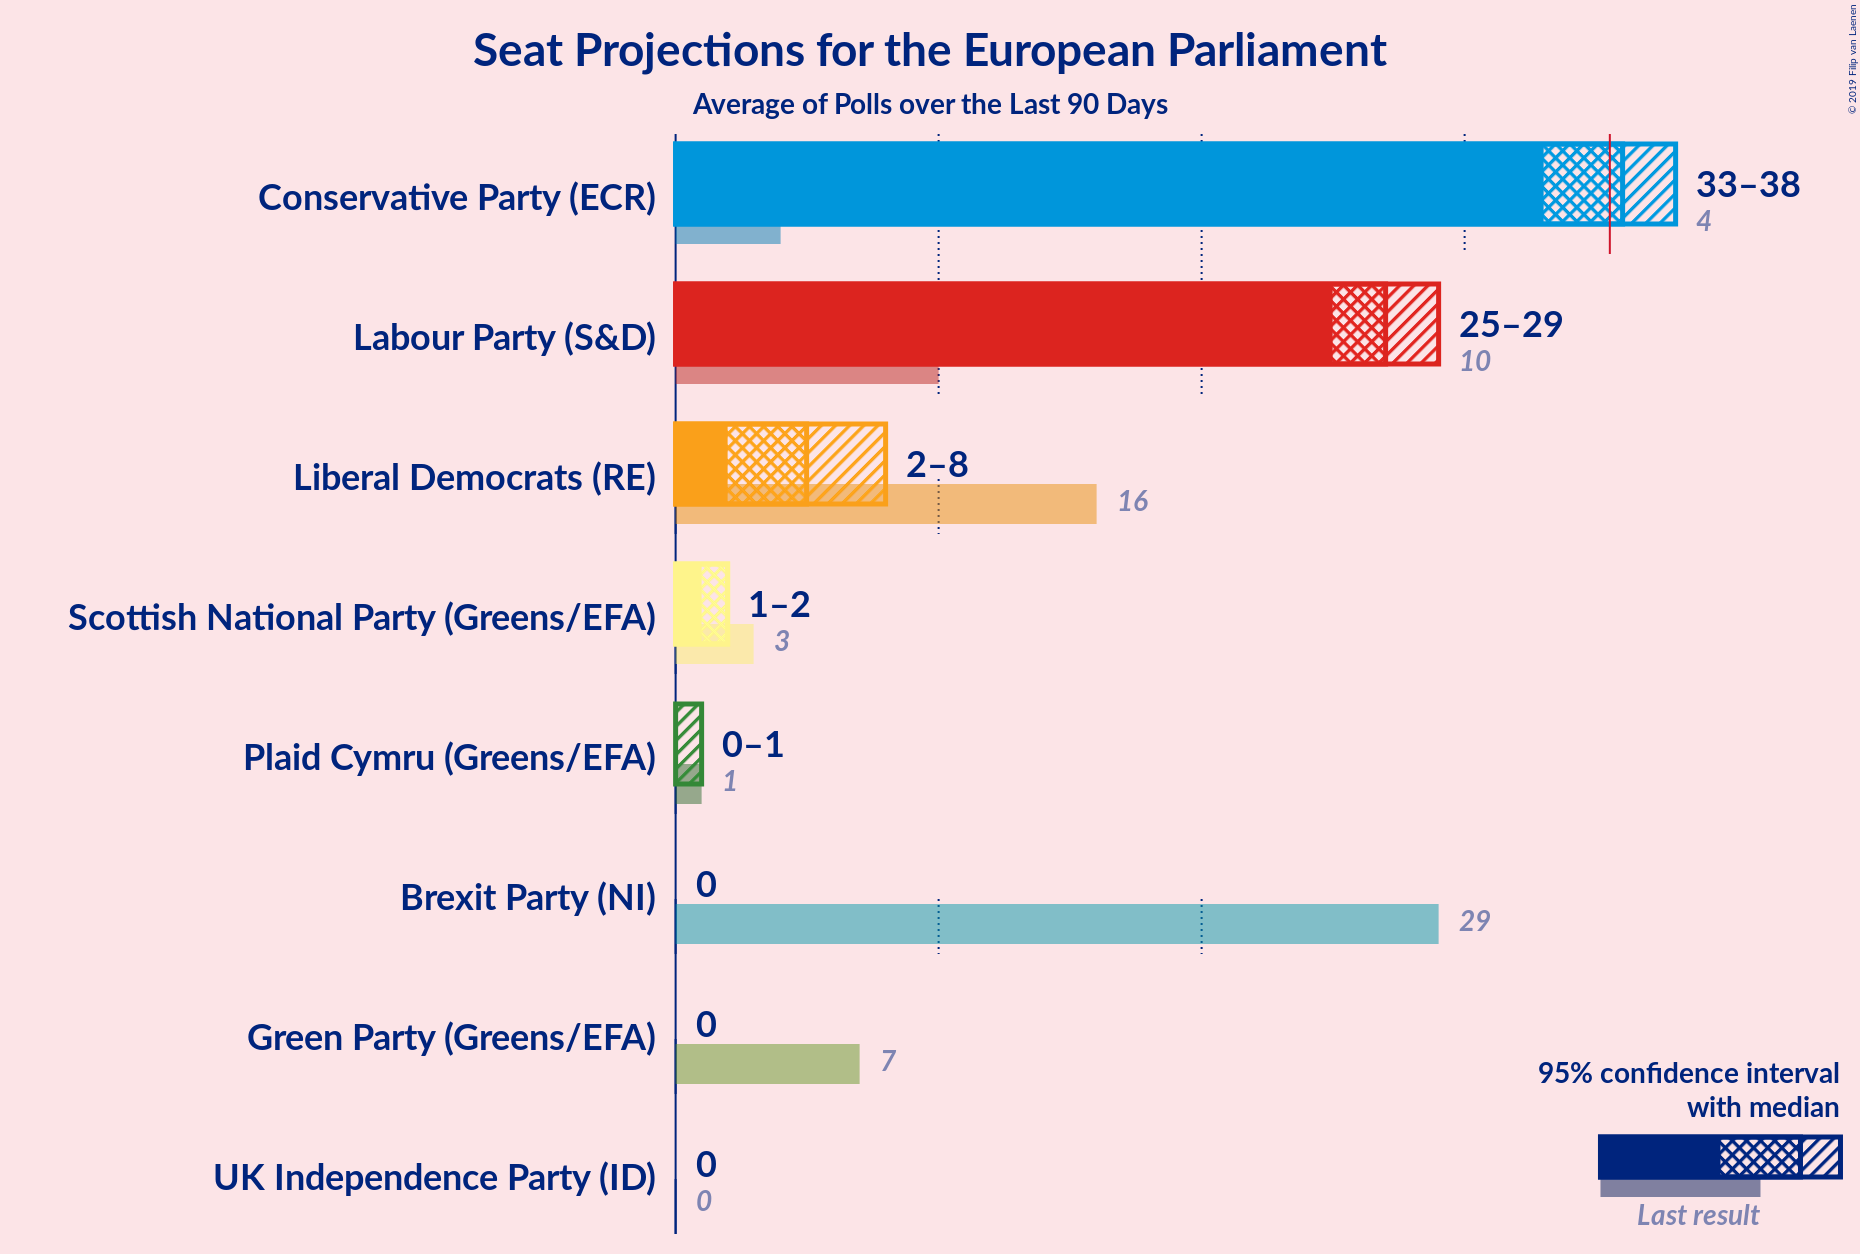 Seat Projections for the European Parliament
Average of Polls over the Last 90 Days
© 2019 Filip van Laenen
Conservative Party (ECR)
33–38
4
Labour Party (S&D)
25–29
10
Liberal Democrats (RE)
2–8
16
Scottish National Party (Greens/EFA)
1–2
3
Plaid Cymru (Greens/EFA)
0–1
1
Brexit Party (NI)
0
29
Green Party (Greens/EFA)
0
7
UK Independence Party (ID)
0
0
95% confidence interval
with median
Last result